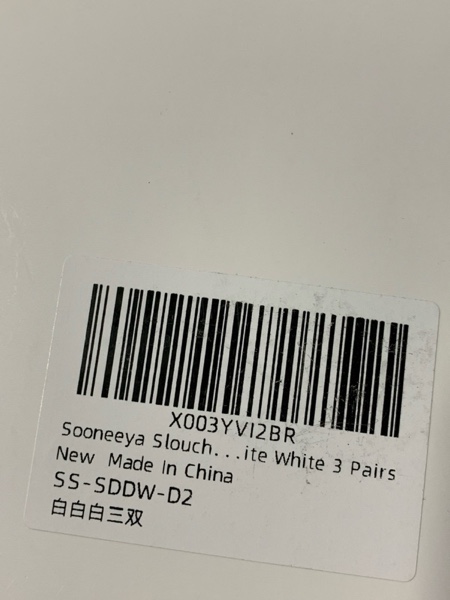 X003YVI2BR
Sooneeya Slouch...ite White 3 Pairs
New Made In China
SS-SDDW-D2
白白白三双